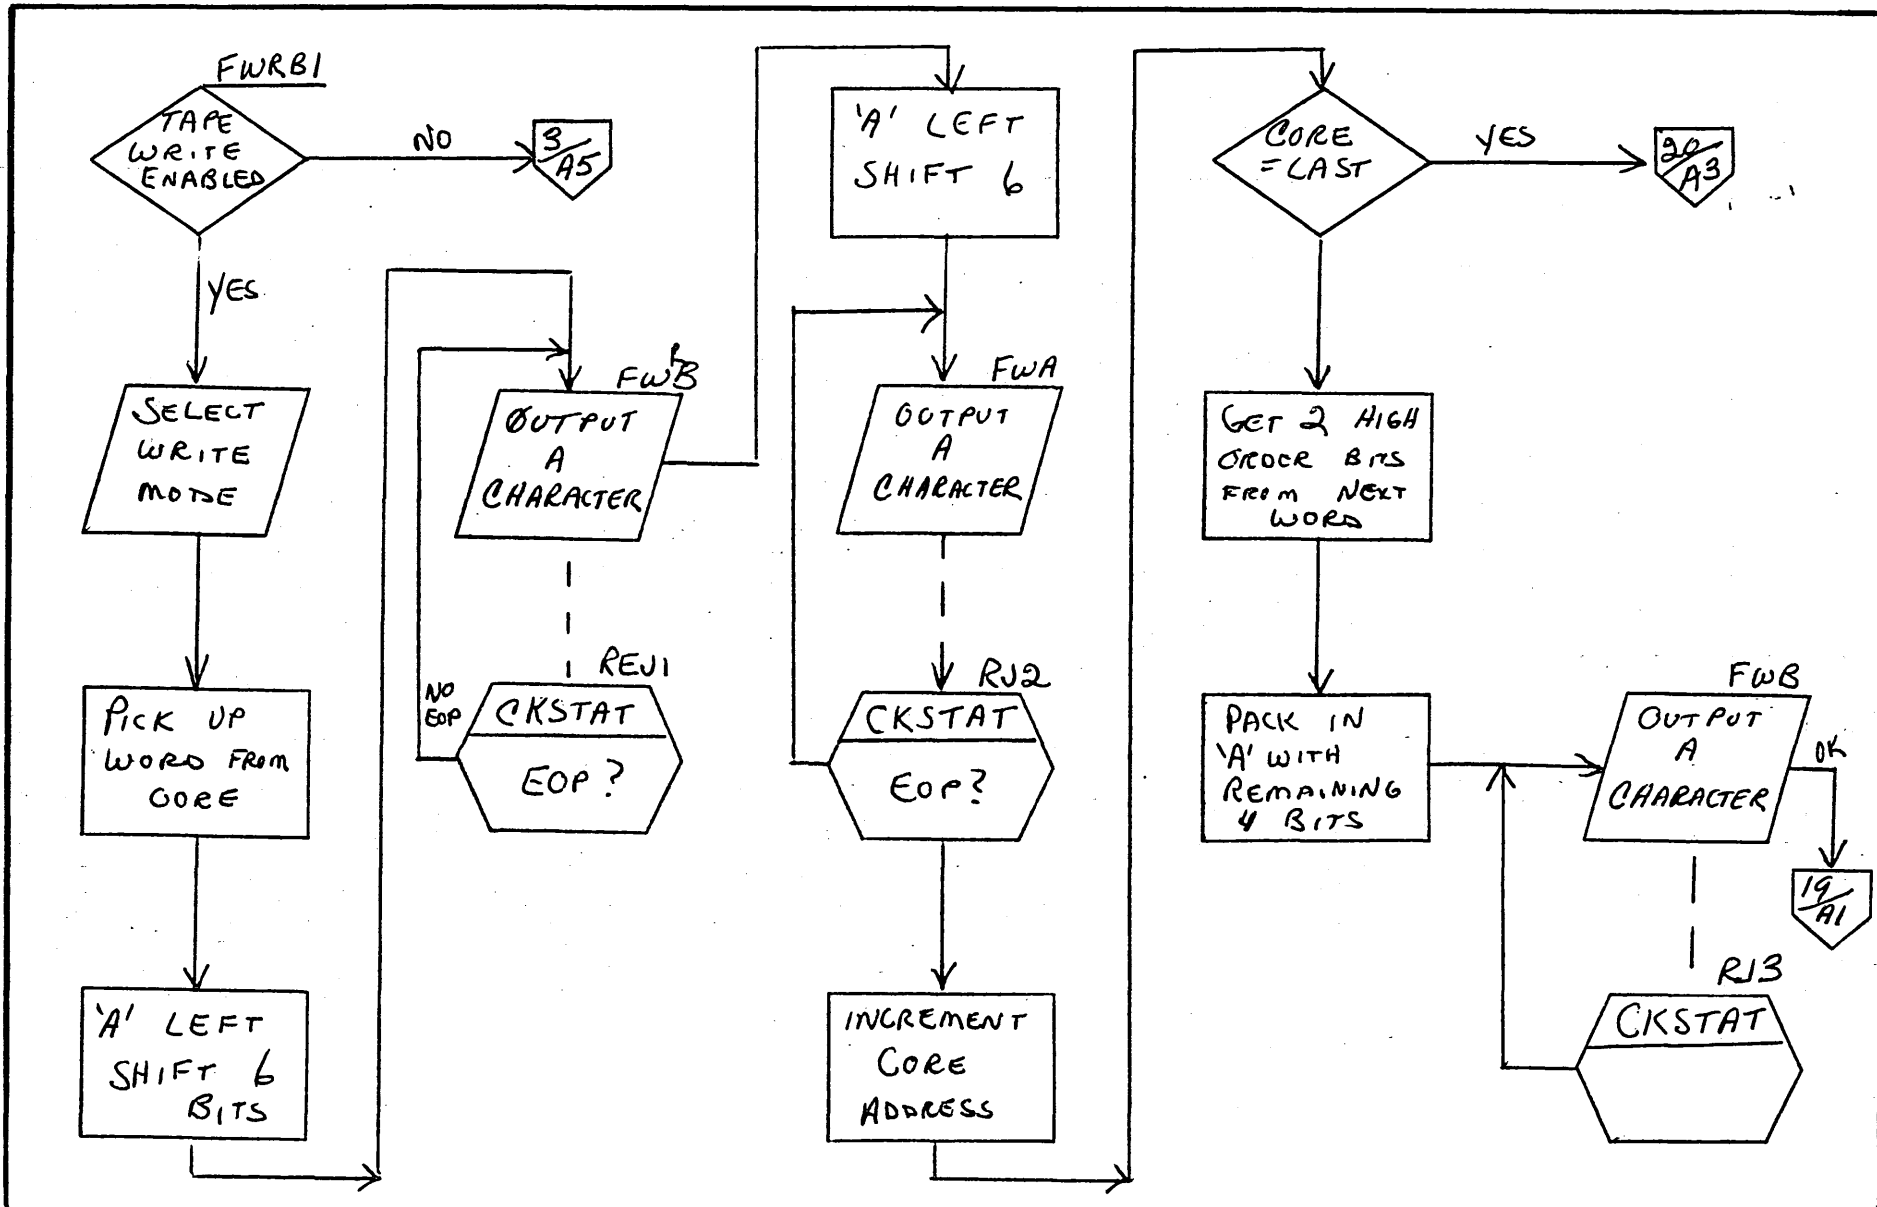 FWRB1
TAPE
WRITE
ENABLED
NO
3/A5
YES
SELECT
WRITE
MODE
PICK UP
WORD FROM
CORE
'A' LEFT
SHIFT 6
BITS
FWB
OUTPUT
A
CHARACTER
REJ1
NO
EOP
CKSTAT
EOP?
'A' LEFT
SHIFT 6
FWA
OUTPUT
A
CHARACTER
RJ2
CKSTAT
EOP?
INCREMENT
CORE
ADDRESS
CORE
=LAST
YES
20/A3
GET 2 HIGH
ORDER BITS
FROM NEXT
WORD
PACK IN
'A' WITH
REMAINING
4 BITS
FWB
OUTPUT
A
CHARACTER
OK
19/A1
RJ3
CKSTAT